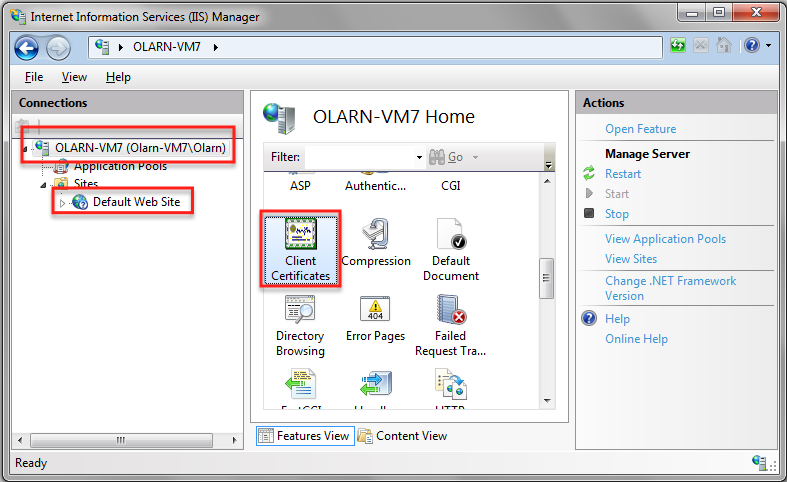 Internet Information Services (IIS) Manager
OLARN-VM7
File View Help
Connections
OLARN-VM7 (Olarn-VM7\Olarn)
Application Pools
Sites
Default Web Site
OLARN-VM7 Home
Filter: Go
ASP Authentic... CGI
Client Certificates
Compression
Default Document
Directory Browsing
Error Pages
404
Failed Request Tra...
FastCGI
HTTP
Features View Content View
Actions
Open Feature
Manage Server
Restart
Start
Stop
View Application Pools
View Sites
Change .NET Framework
Version
Help
Online Help
Ready